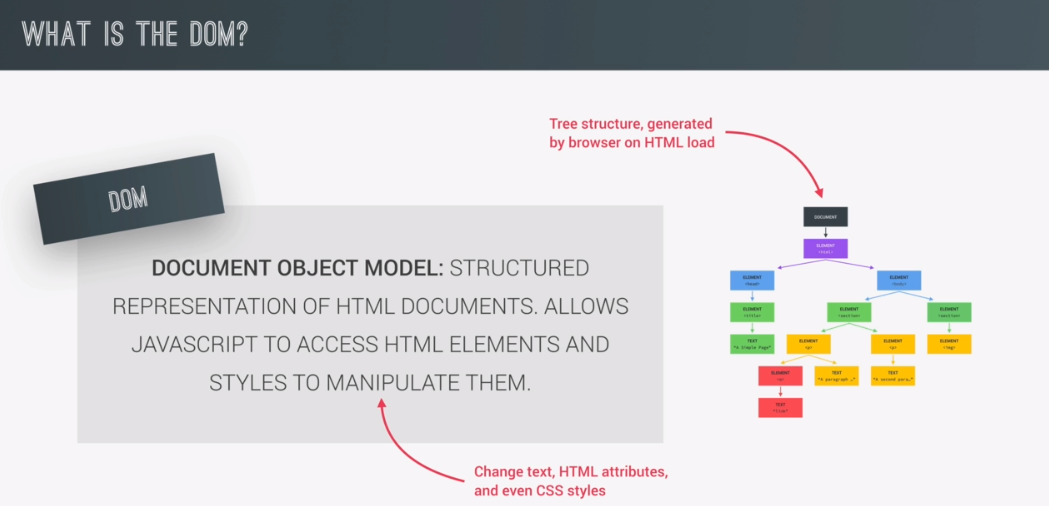 WHAT IS THE DOM?
Tree structure, generated
by browser on HTML load
DOM
DOCUMENT OBJECT MODEL: STRUCTURED
REPRESENTATION OF HTML DOCUMENTS. ALLOWS
JAVASCRIPT TO ACCESS HTML ELEMENTS AND
STYLES TO MANIPULATE THEM.
Change text, HTML attributes,
and even CSS styles
DOCUMENT
ELEMENT
<html>
ELEMENT
<head>
ELEMENT
<body>
ELEMENT
<title>
ELEMENT
<section>
ELEMENT
<section>
TEXT
"A Simple Page"
ELEMENT
<p>
ELEMENT
<p>
ELEMENT
<img>
ELEMENT
<a>
TEXT
"A paragraph …"
TEXT
"A second para…"
TEXT